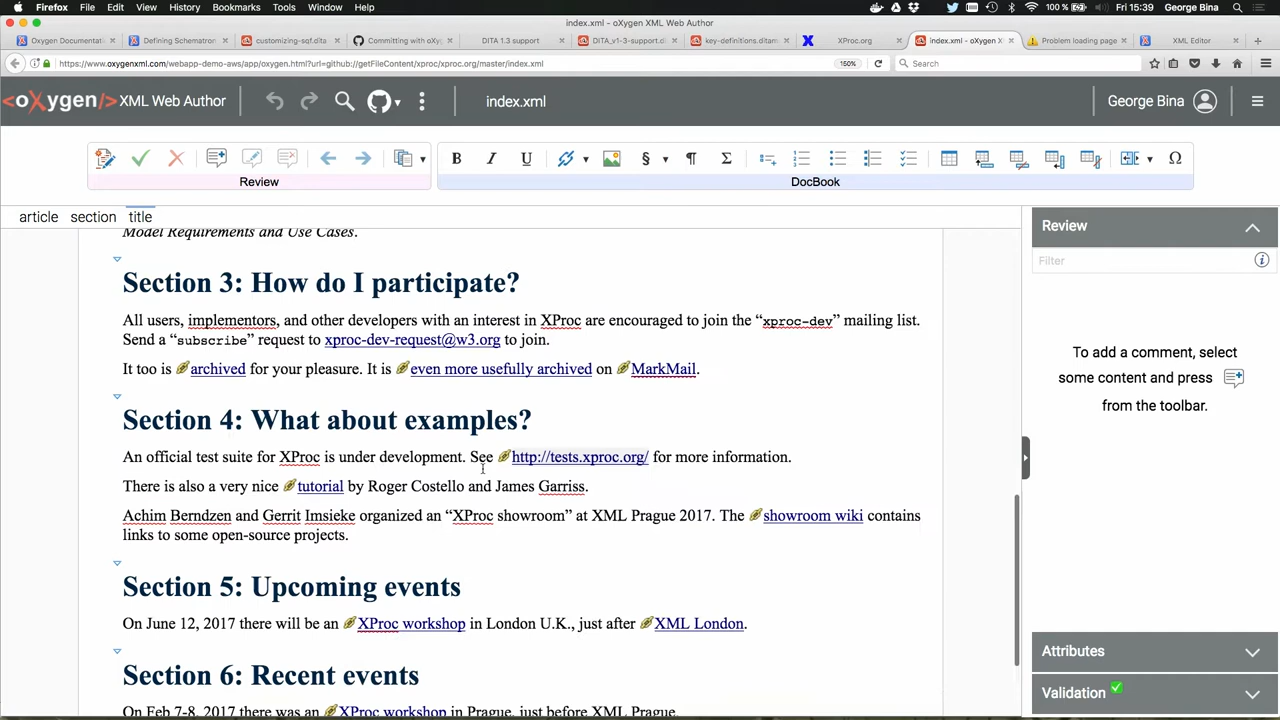 Firefox File Edit View History Bookmarks Tools Window Help
100 % Fri 15:39 George Bina
index.xml - oXygen XML Web Author
Oxygen Documentat
Defining Schematron
customizing-sqf.dita
Committing with oXy
DITA 1.3 support
DITA_v1-3-support.di
key-definitions.ditam
XProc.org
index.xml - oXygen X
Problem loading page
XML Editor
https://www.oxygenxml.com/webapp-demo-aws/app/oxygen.html?url=github://getFileContent/xproc/xproc.org/master/index.xml
150%
Search
<oXygen/> XML Web Author
index.xml
George Bina
B I U § ¶ Σ Ω
Review
DocBook
article section title
Model Requirements and Use Cases.
Section 3: How do I participate?
All users, implementors, and other developers with an interest in XProc are encouraged to join the “xproc-dev” mailing list.
Send a “subscribe” request to xproc-dev-request@w3.org to join.
It too is archived for your pleasure. It is even more usefully archived on MarkMail.
Section 4: What about examples?
An official test suite for XProc is under development. See http://tests.xproc.org/ for more information.
There is also a very nice tutorial by Roger Costello and James Garriss.
Achim Berndzen and Gerrit Imsieke organized an “XProc showroom” at XML Prague 2017. The showroom wiki contains
links to some open-source projects.
Section 5: Upcoming events
On June 12, 2017 there will be an XProc workshop in London U.K., just after XML London.
Section 6: Recent events
On Feb 7-8, 2017 there was an XProc workshop in Prague, just before XML Prague.
Review
Filter
To add a comment, select
some content and press
from the toolbar.
Attributes
Validation